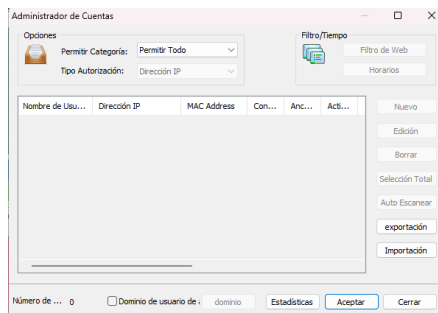 Administrador de Cuentas
Opciones
Permitir Categoría: Permitir Todo
Tipo Autorización: Dirección IP
Filtro/Tiempo
Filtro de Web
Horarios
Nombre de Usu... Dirección IP MAC Address Con... Anc... Acti...
Nuevo
Edición
Borrar
Selección Total
Auto Escanear
exportación
Importación
Número de ... 0 Dominio de usuario de dominio Estadísticas Aceptar Cerrar